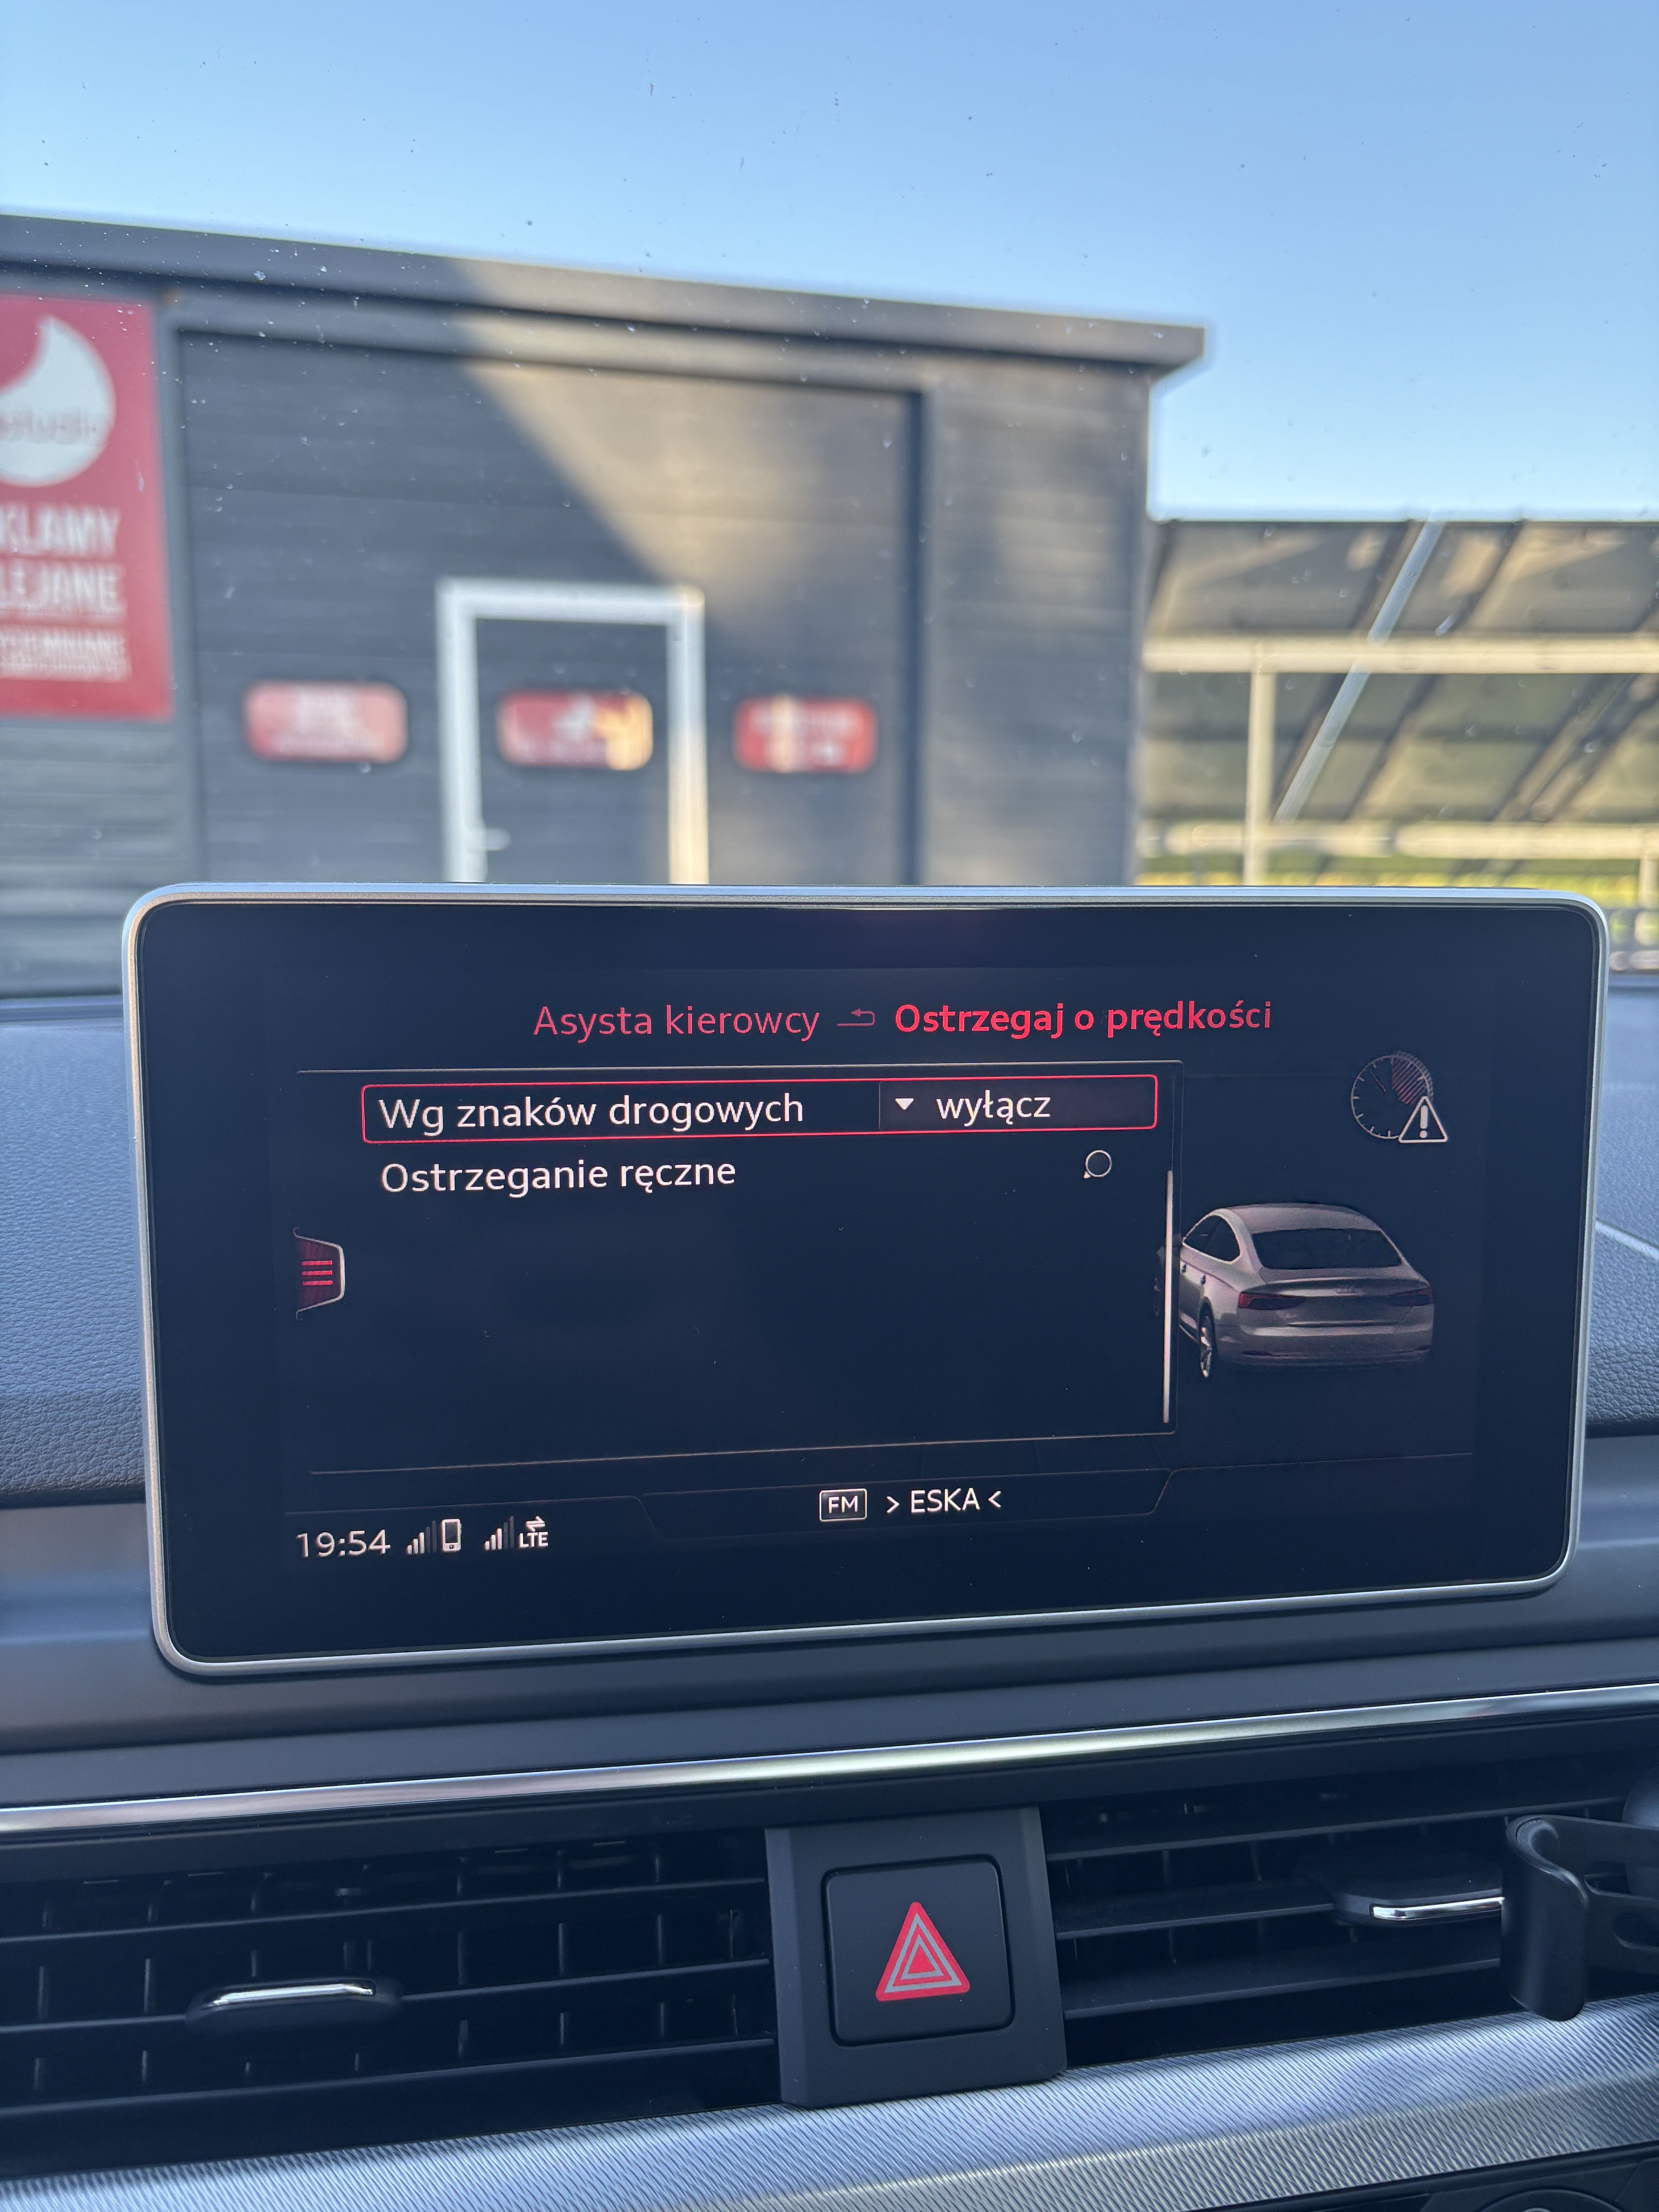 KLAMY
LEJANE
Asysta kierowcy Ostrzegaj o prędkości
Wg znaków drogowych wyłącz
Ostrzeganie ręczne
FM > ESKA <
19:54 LTE